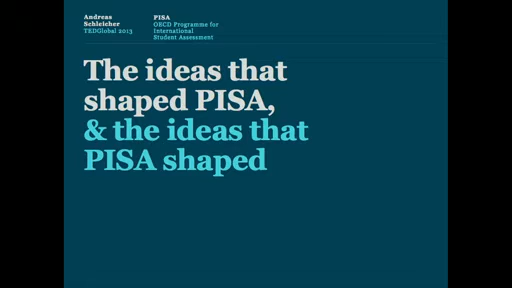 Andreas
Schleicher
TEDGlobal 2013
PISA
OECD Programme for
International
Student Assessment
The ideas that
shaped PISA,
& the ideas that
PISA shaped